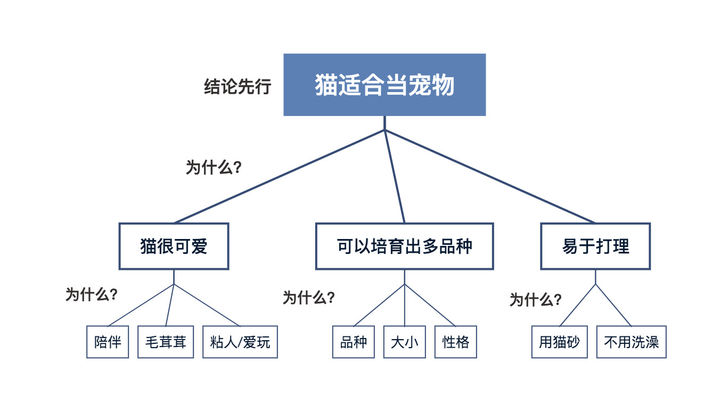 结论先行
猫适合当宠物
为什么?
猫很可爱
可以培育出多品种
易于打理
为什么?
为什么?
为什么?
陪伴
毛茸茸
粘人/爱玩
品种
大小
性格
用猫砂
不用洗澡